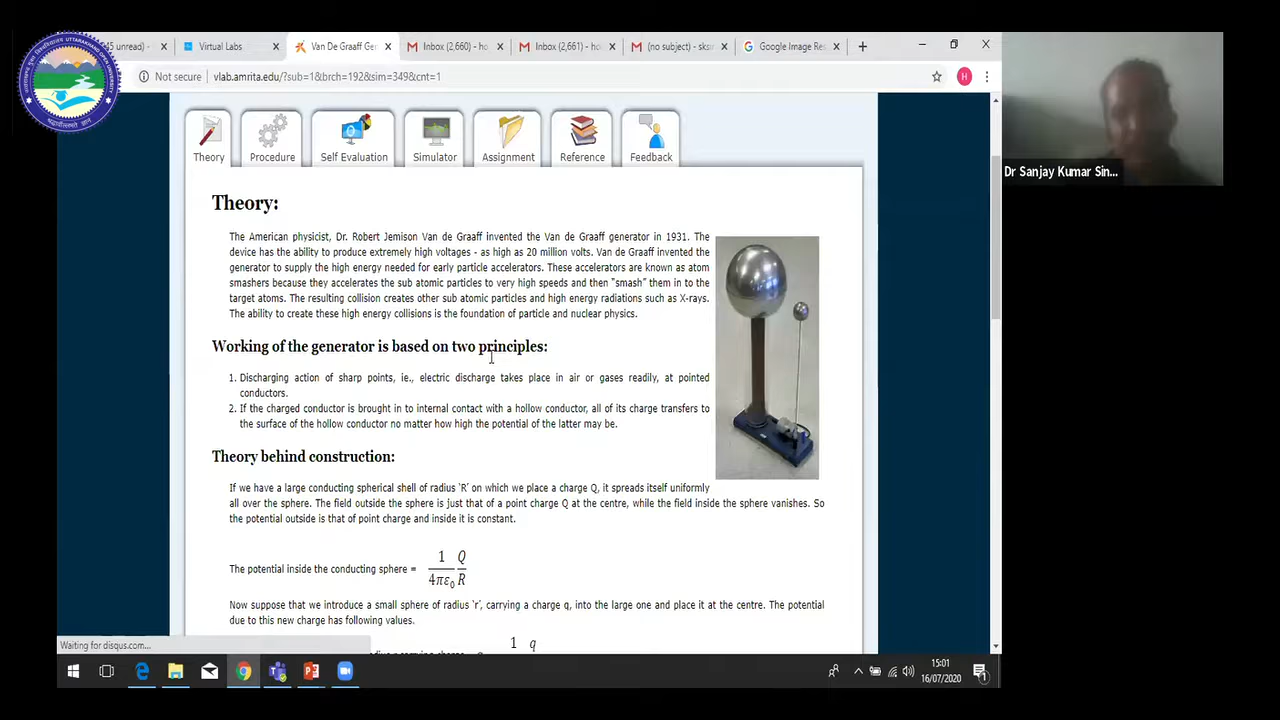 45 unread) -
Virtual Labs
Van De Graaff Ge
Inbox (2,660) - ho
Inbox (2,661) - ho
(no subject) - sksi
Google Image Re
Not secure
vlab.amrita.edu/?sub=1&brch=192&sim=349&cnt=1
H
Theory
Procedure
Self Evaluation
Simulator
Assignment
Reference
Feedback
Dr Sanjay Kumar Sin...
Theory:
The American physicist, Dr. Robert Jemison Van de Graaff invented the Van de Graaff generator in 1931. The
device has the ability to produce extremely high voltages - as high as 20 million volts. Van de Graaff invented the
generator to supply the high energy needed for early particle accelerators. These accelerators are known as atom
smashers because they accelerates the sub atomic particles to very high speeds and then "smash" them in to the
target atoms. The resulting collision creates other sub atomic particles and high energy radiations such as X-rays.
The ability to create these high energy collisions is the foundation of particle and nuclear physics.
Working of the generator is based on two principles:
1. Discharging action of sharp points, ie., electric discharge takes place in air or gases readily, at pointed
conductors.
2. If the charged conductor is brought in to internal contact with a hollow conductor, all of its charge transfers to
the surface of the hollow conductor no matter how high the potential of the latter may be.
Theory behind construction:
If we have a large conducting spherical shell of radius 'R' on which we place a charge Q, it spreads itself uniformly
all over the sphere. The field outside the sphere is just that of a point charge Q at the centre, while the field inside the sphere vanishes. So
the potential outside is that of point charge and inside it is constant.
The potential inside the conducting sphere = 1/4πε₀ Q/R
Now suppose that we introduce a small sphere of radius 'r', carrying a charge q, into the large one and place it at the centre. The potential
due to this new charge has following values.
1 q
Waiting for disqus.com...
15:01
16/07/2020
1